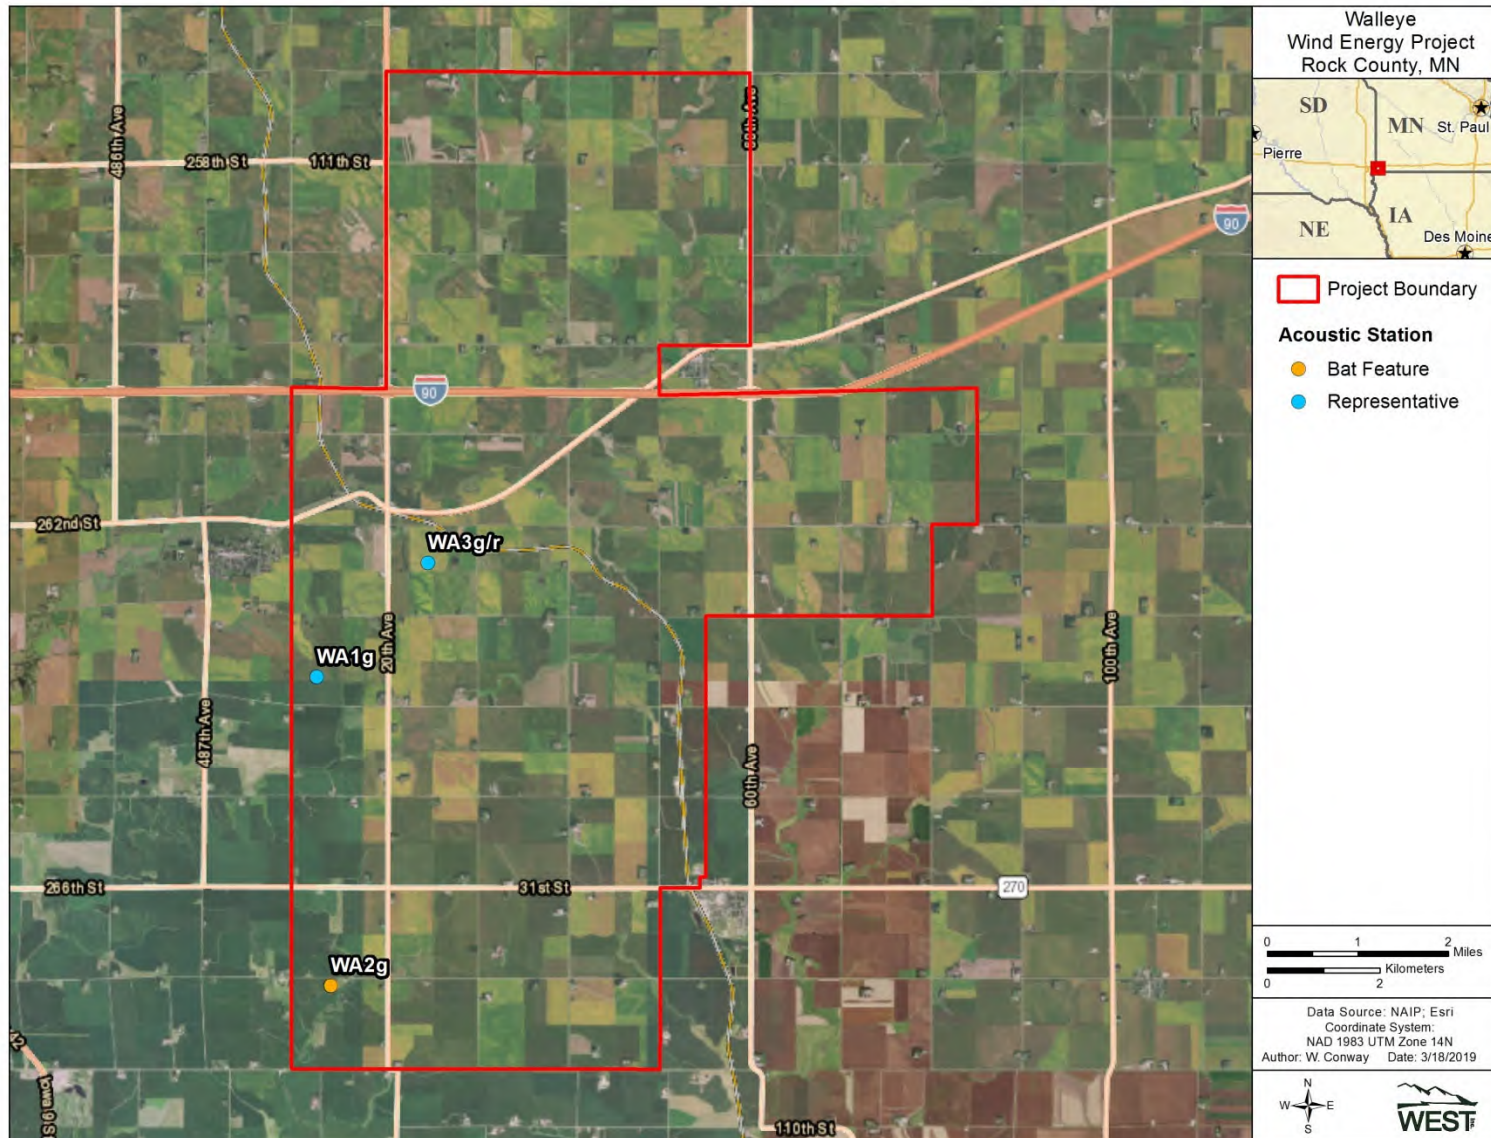 Walleye
Wind Energy Project
Rock County, MN
SD
MN
St. Paul
Pierre
NE
IA
Des Moine
Project Boundary
Acoustic Station
Bat Feature
Representative
486th Ave
258th St
111th St
90
90
262nd St
WA3g/r
20th Ave
WA1g
487th Ave
100th Ave
60th Ave
266th St
31st St
270
WA2g
110th St
0 1 2
Miles
Kilometers
0 2
Data Source: NAIP; Esri
Coordinate System:
NAD 1983 UTM Zone 14N
Author: W. Conway Date: 3/18/2019
N
W E
S
WEST